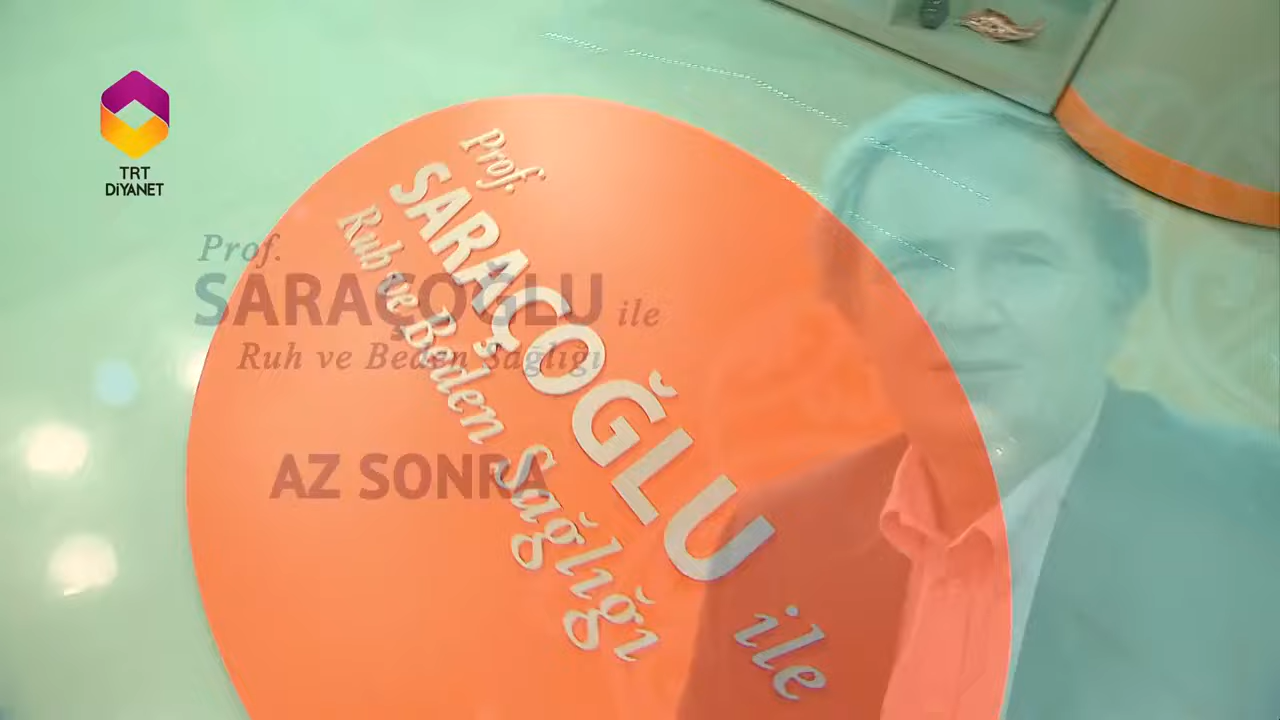 TRT
DİYANET
Prof.
SARAÇOĞLU ile
Ruh ve Beden Sağlığı
AZ SONRA
Prof.
SARAÇOĞLU ile
Ruh ve Beden Sağlığı